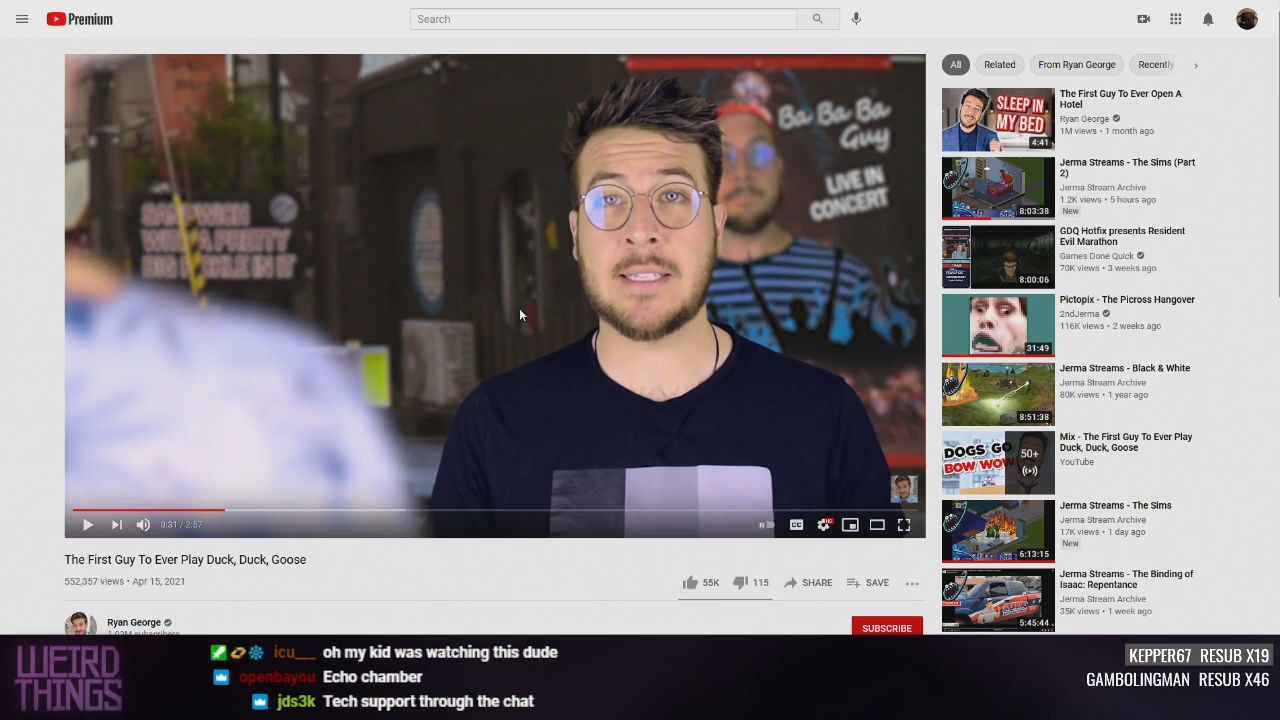 Premium
Search
Ba Ba Ba
Guy
LIVE IN
CONCERT
SANDWICH
0:31 / 2:57
CC
HD
The First Guy To Ever Play Duck, Duck, Goose
552,357 views • Apr 15, 2021
55K
115
SHARE
SAVE
Ryan George
SUBSCRIBE
All
Related
From Ryan George
Recently
SLEEP IN
MY BED
4:41
The First Guy To Ever Open A
Hotel
Ryan George
1M views • 1 month ago
8:03:38
Jerma Streams - The Sims (Part
2)
Jerma Stream Archive
1.2K views • 5 hours ago
New
8:00:06
GDQ Hotfix presents Resident
Evil Marathon
Games Done Quick
70K views • 3 weeks ago
31:49
Pictopix - The Picross Hangover
2ndJerma
116K views • 2 weeks ago
8:51:38
Jerma Streams - Black & White
Jerma Stream Archive
80K views • 1 year ago
DOGS GO
BOW WOW
50+
Mix - The First Guy To Ever Play
Duck, Duck, Goose
YouTube
6:13:15
Jerma Streams - The Sims
Jerma Stream Archive
17K views • 1 day ago
New
5:45:44
Jerma Streams - The Binding of
Isaac: Repentance
Jerma Stream Archive
35K views • 1 week ago
WEIRD
THINGS
icu___ oh my kid was watching this dude
openbayou Echo chamber
jds3k Tech support through the chat
KEPPER67 RESUB X19
GAMBOLINGMAN RESUB X46